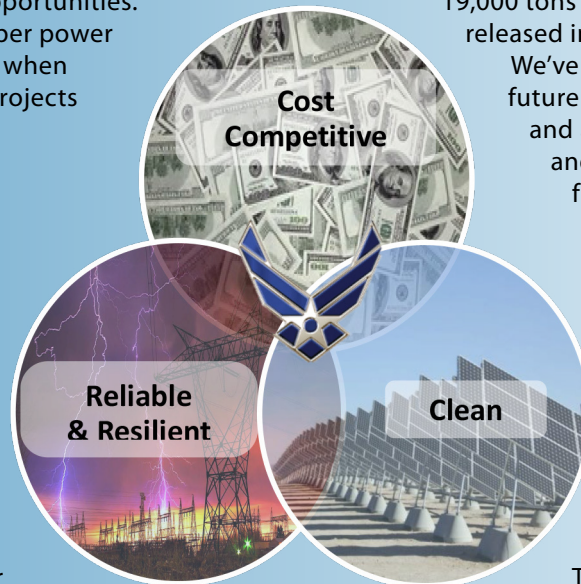 opportunities.
per power
when
rojects
19,000 tons
released in
We've
future
and
and
f
Cost
Competitive
Reliable
& Resilient
Clean
T